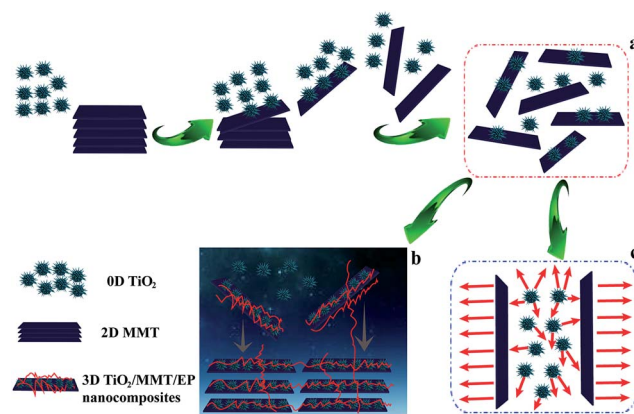 a
b
c
0D TiO₂
2D MMT
3D TiO₂/MMT/EP
nanocomposites